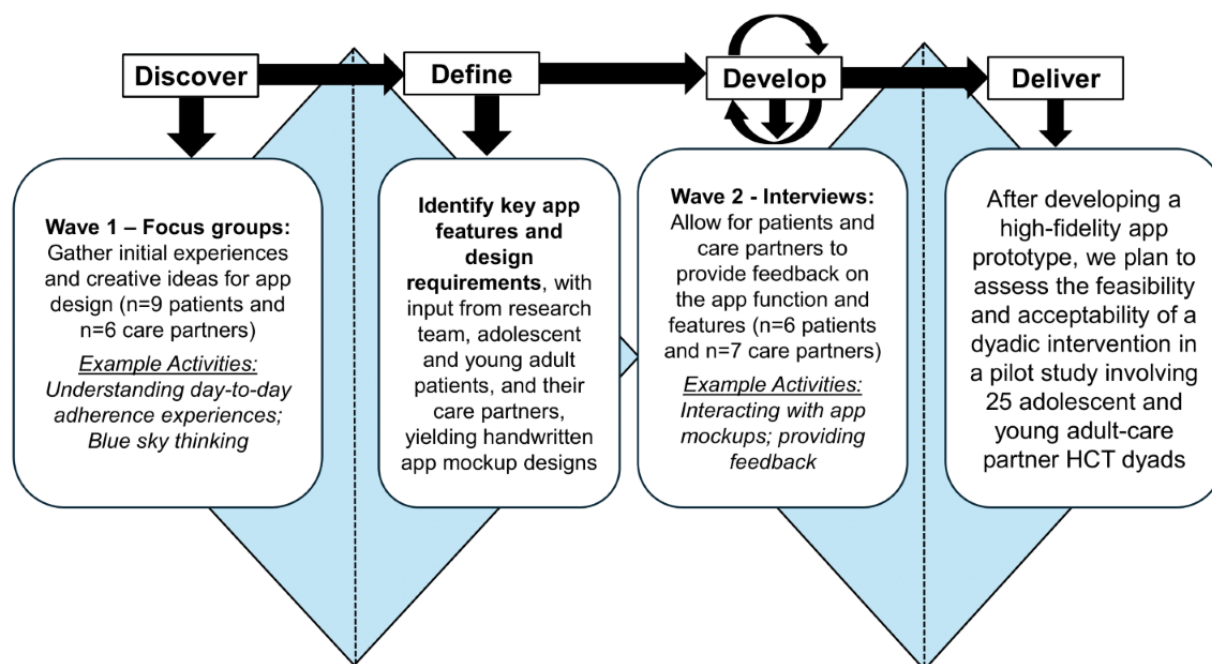 Discover
Define
Develop
Deliver
Wave 1 – Focus groups:
Gather initial experiences
and creative ideas for app
design (n=9 patients and
n=6 care partners)
Example Activities:
Understanding day-to-day
adherence experiences;
Blue sky thinking
Identify key app
features and
design
requirements, with
input from research
team, adolescent
and young adult
patients, and their
care partners,
yielding handwritten
app mockup designs
Wave 2 - Interviews:
Allow for patients and
care partners to
provide feedback on
the app function and
features (n=6 patients
and n=7 care partners)
Example Activities:
Interacting with app
mockups; providing
feedback
After developing a
high-fidelity app
prototype, we plan to
assess the feasibility
and acceptability of a
dyadic intervention in
a pilot study involving
25 adolescent and
young adult-care
partner HCT dyads